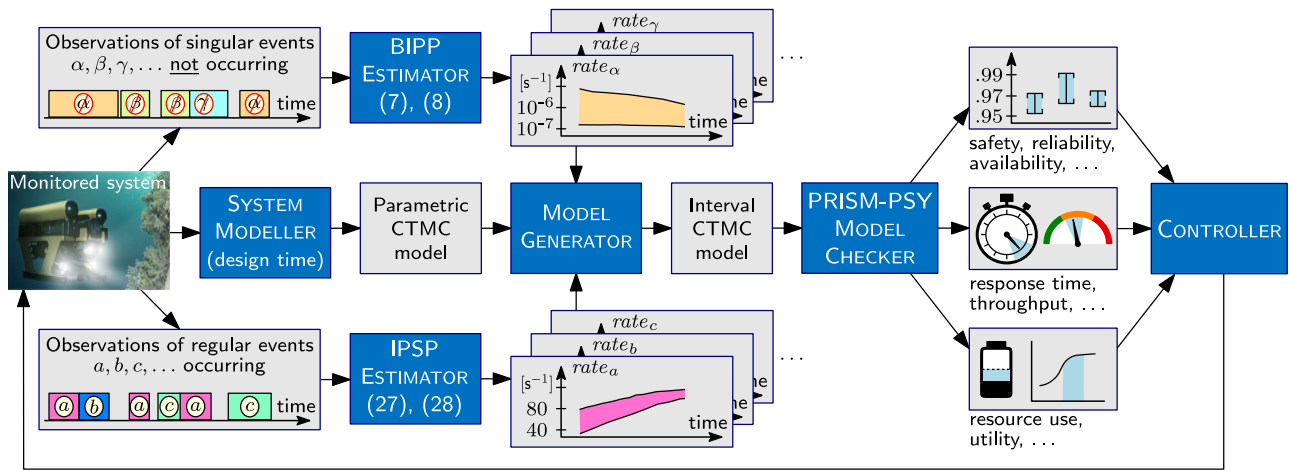 Observations of singular events
α, β, γ, . . . not occurring
α β β γ α time
BIPP
ESTIMATOR
(7), (8)
rateγ
rateβ
rateα
[s⁻¹]
10⁻⁶
10⁻⁷
time
. . .
.99
.97
.95
safety, reliability,
availability, . . .
Monitored system
SYSTEM
MODELLER
(design time)
Parametric
CTMC
model
MODEL
GENERATOR
Interval
CTMC
model
PRISM-PSY
MODEL
CHECKER
response time,
throughput, . . .
CONTROLLER
Observations of regular events
a, b, c, . . . occurring
a b a c a c time
IPSP
ESTIMATOR
(27), (28)
rate𝑐
rate𝑏
rate𝑎
[s⁻¹]
80
40
time
. . .
resource use,
utility, . . .